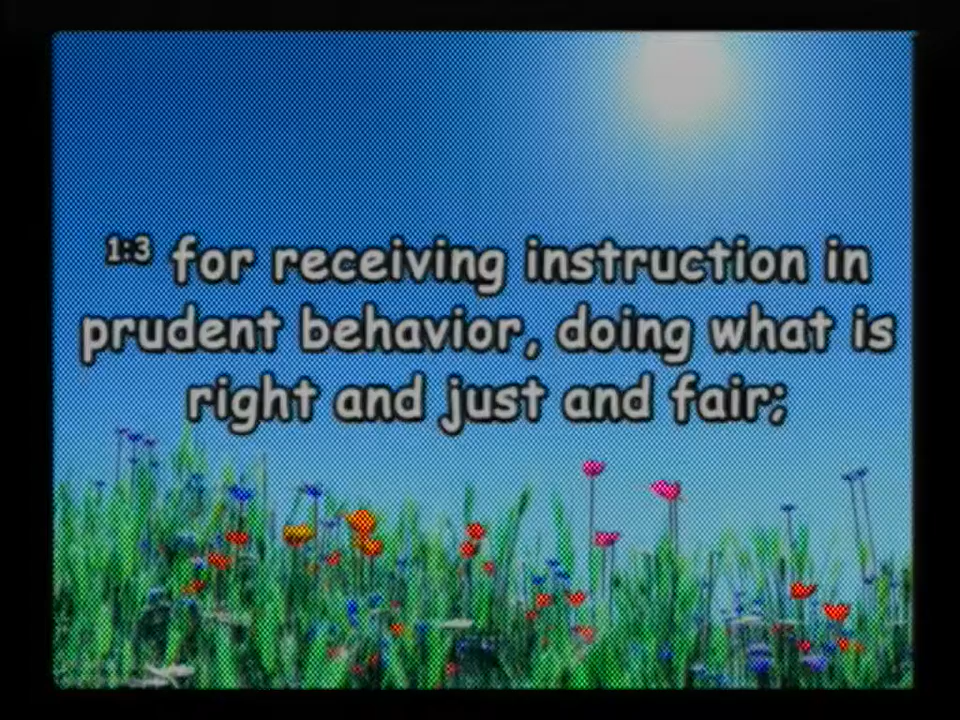 1:3 for receiving instruction in
prudent behavior, doing what is
right and just and fair;